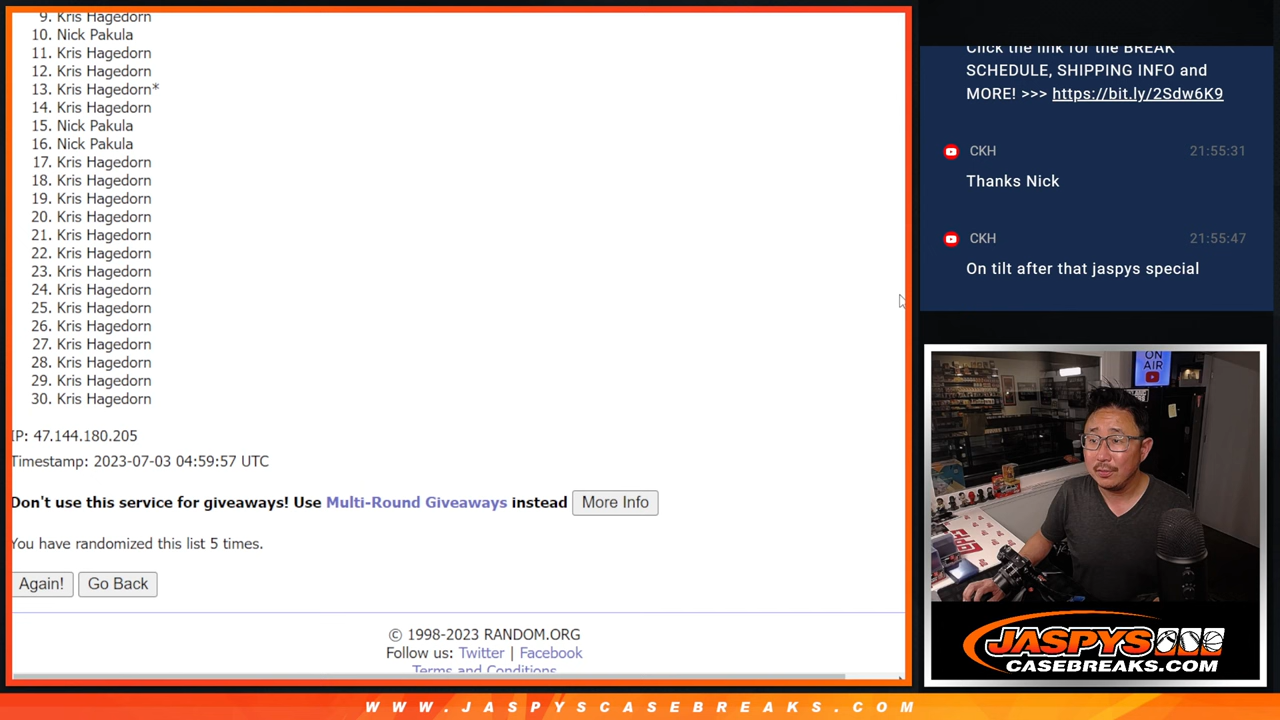 9. Kris Hagedorn
10. Nick Pakula
11. Kris Hagedorn
12. Kris Hagedorn
13. Kris Hagedorn*
14. Kris Hagedorn
15. Nick Pakula
16. Nick Pakula
17. Kris Hagedorn
18. Kris Hagedorn
19. Kris Hagedorn
20. Kris Hagedorn
21. Kris Hagedorn
22. Kris Hagedorn
23. Kris Hagedorn
24. Kris Hagedorn
25. Kris Hagedorn
26. Kris Hagedorn
27. Kris Hagedorn
28. Kris Hagedorn
29. Kris Hagedorn
30. Kris Hagedorn
IP: 47.144.180.205
Timestamp: 2023-07-03 04:59:57 UTC
Don't use this service for giveaways! Use Multi-Round Giveaways instead More Info
You have randomized this list 5 times.
Again! Go Back
© 1998-2023 RANDOM.ORG
Follow us: Twitter | Facebook
Terms and Conditions
Click the link for the BREAK
SCHEDULE, SHIPPING INFO and
MORE! >>> https://bit.ly/2Sdw6K9
CKH 21:55:31
Thanks Nick
CKH 21:55:47
On tilt after that jaspys special
ON
AIR
JASPYS
CASEBREAKS.COM
WWW.JASPYSCASEBREAKS.COM